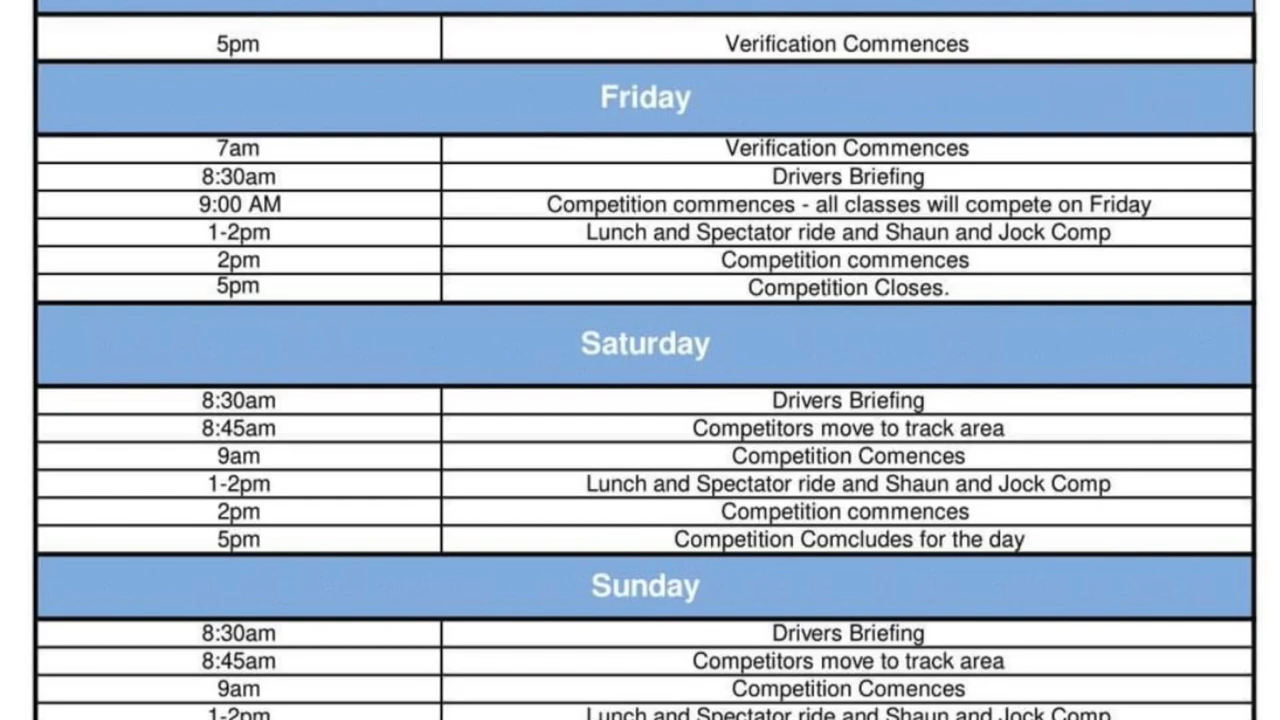 5pm Verification Commences
Friday
7am Verification Commences
8:30am Drivers Briefing
9:00 AM Competition commences - all classes will compete on Friday
1-2pm Lunch and Spectator ride and Shaun and Jock Comp
2pm Competition commences
5pm Competition Closes.
Saturday
8:30am Drivers Briefing
8:45am Competitors move to track area
9am Competition Comences
1-2pm Lunch and Spectator ride and Shaun and Jock Comp
2pm Competition commences
5pm Competition Comcludes for the day
Sunday
8:30am Drivers Briefing
8:45am Competitors move to track area
9am Competition Comences
1-2pm Lunch and Spectator ride and Shaun and Jock Comp